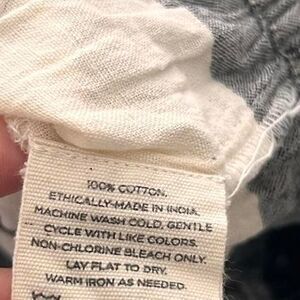 100% COTTON.
ETHICALLY-MADE IN INDIA.
MACHINE WASH COLD, GENTLE
CYCLE WITH LIKE COLORS.
NON-CHLORINE BLEACH ONLY.
LAY FLAT TO DRY.
WARM IRON AS NEEDED.